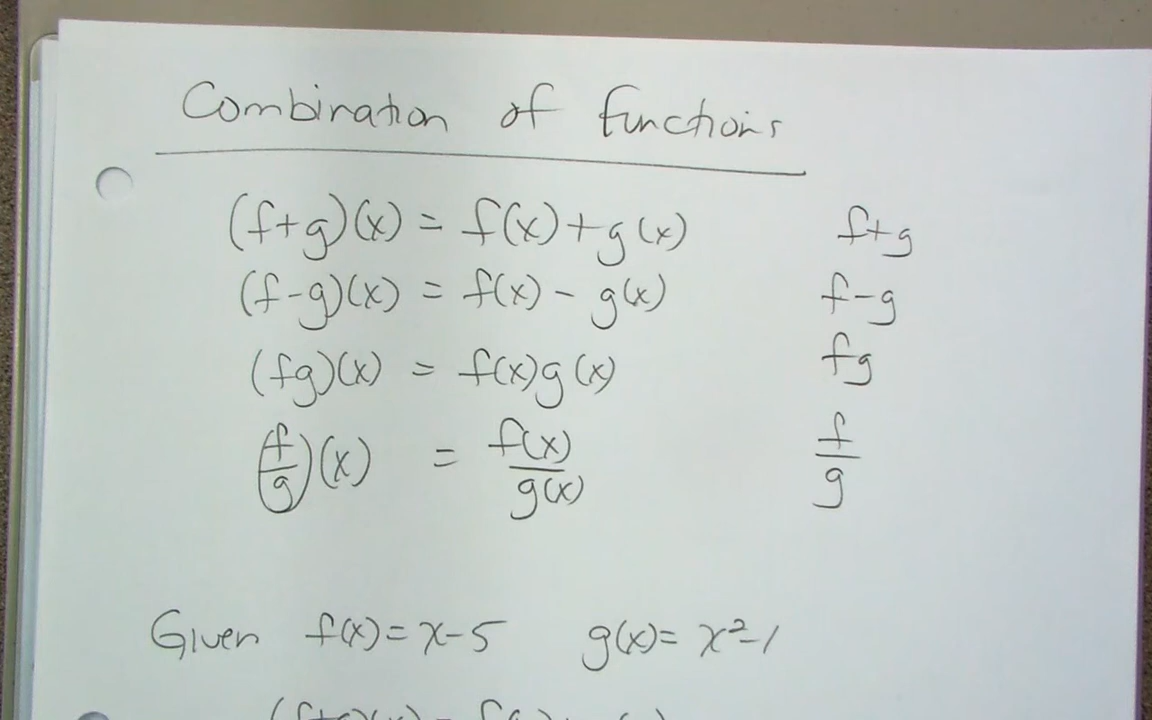 Combination of functions
(f+g)(x) = f(x)+g(x) f+g
(f-g)(x) = f(x) - g(x) f-g
(fg)(x) = f(x)g(x) fg
(f/g)(x) = f(x)/g(x) f/g
Given f(x)=x-5 g(x)= x²-1